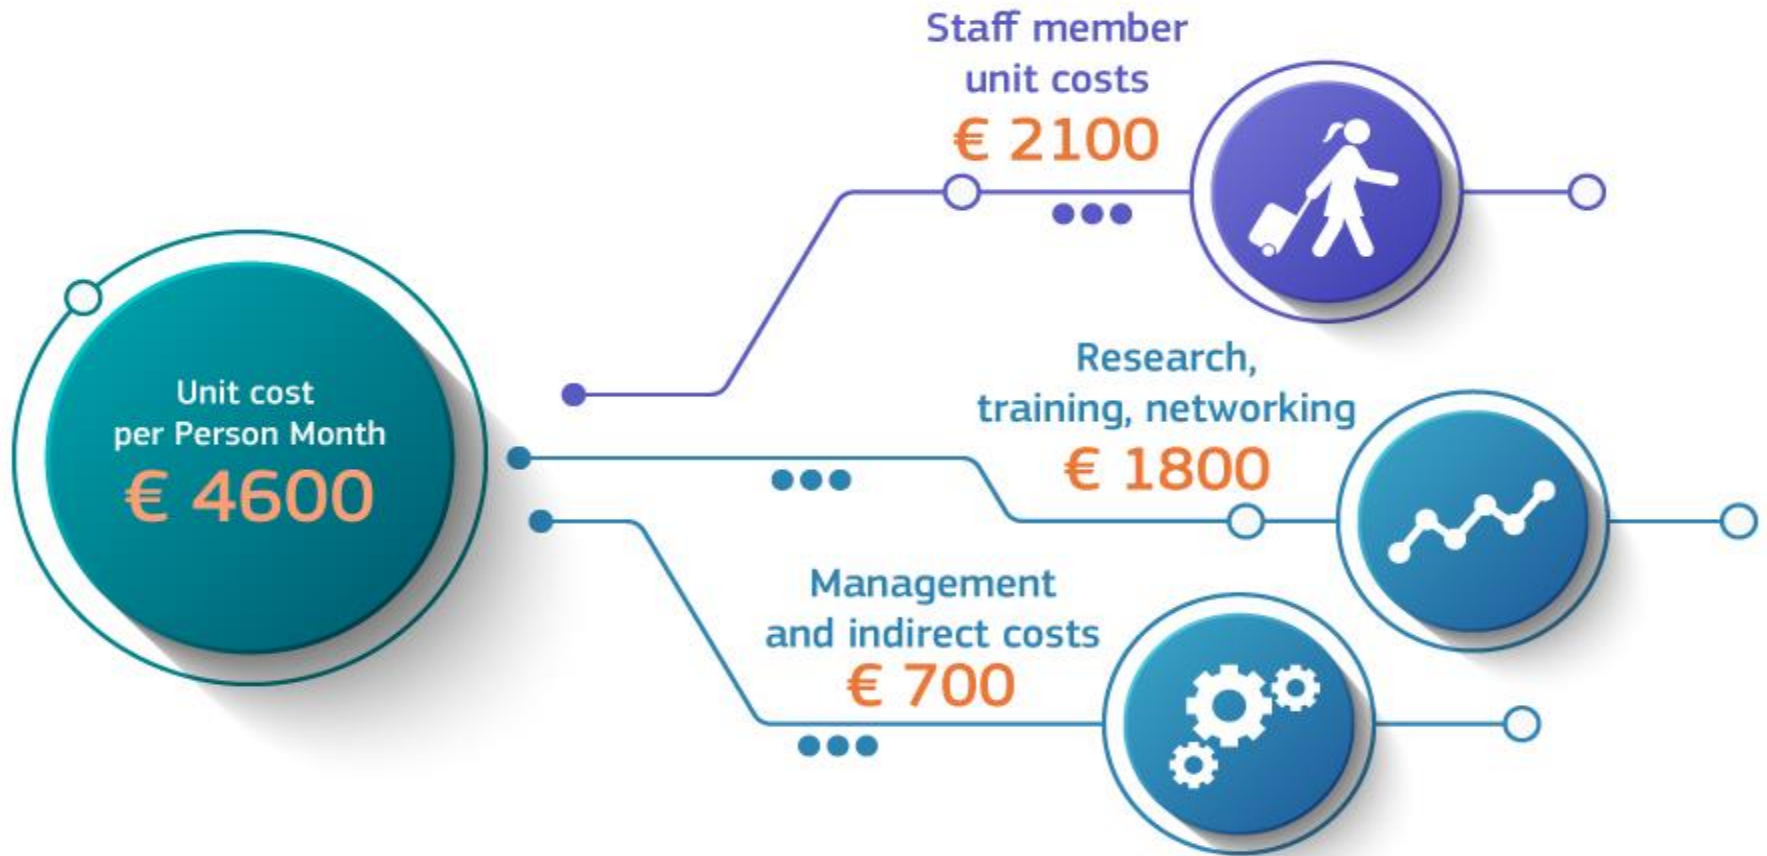 Staff member
unit costs
€ 2100
Unit cost
per Person Month
€ 4600
Research,
training, networking
€ 1800
Management
and indirect costs
€ 700